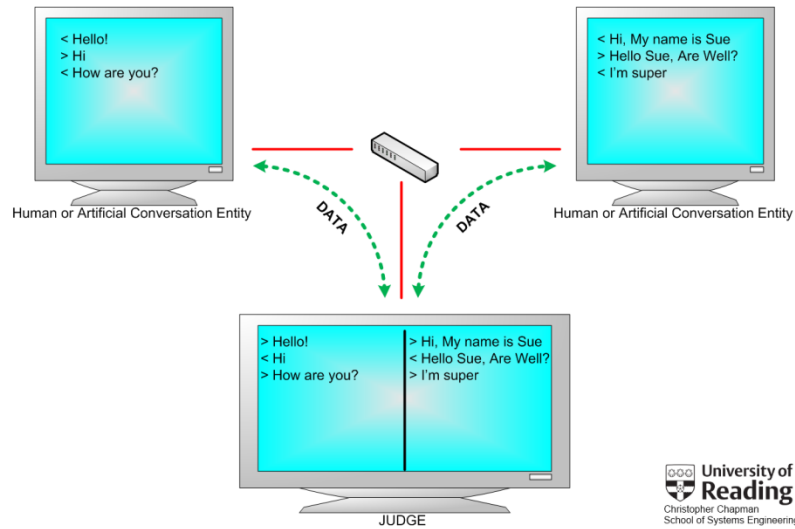 < Hello!
> Hi
< How are you?
< Hi, My name is Sue
> Hello Sue, Are Well?
< I'm super
Human or Artificial Conversation Entity
Human or Artificial Conversation Entity
DATA
DATA
> Hello!
< Hi
> How are you?
> Hi, My name is Sue
< Hello Sue, Are Well?
> I'm super
JUDGE
University of
Reading
Christopher Chapman
School of Systems Engineering